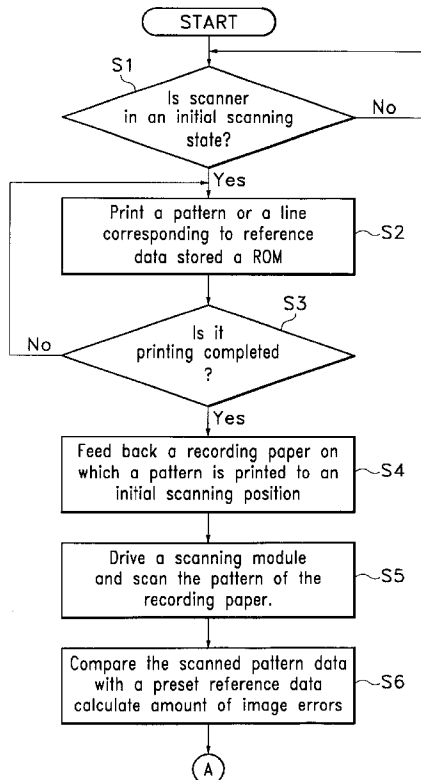 START
S1
Is scanner
in an initial scanning
state?
No
Yes
Print a pattern or a line
corresponding to reference
data stored a ROM
S2
S3
Is it
printing completed
?
No
Yes
Feed back a recording paper on
which a pattern is printed to an
initial scanning position
S4
Drive a scanning module
and scan the pattern of the
recording paper.
S5
Compare the scanned pattern data
with a preset reference data
calculate amount of image errors
S6
A